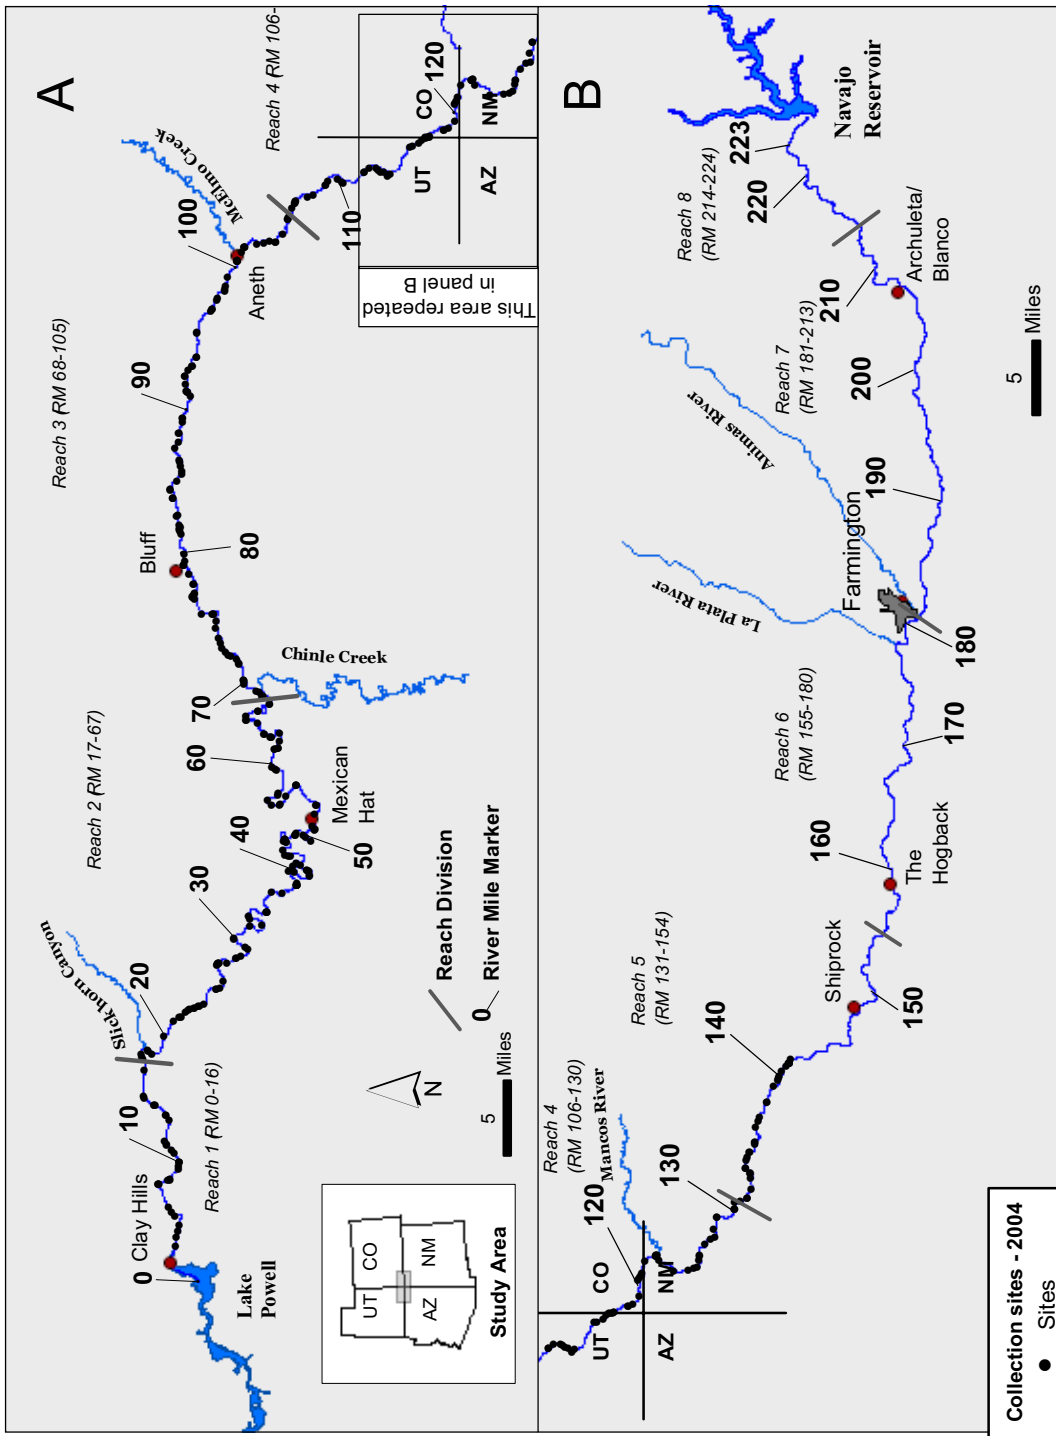 A
Lake
Powell
0
Clay Hills
10
Reach 1 (RM 0-16)
Slickhorn Canyon
20
30
Reach 2 (RM 17-67)
40
50
Mexican
Hat
60
70
Chinle Creek
80
Bluff
Reach 3 (RM 68-105)
90
Aneth
100
McElmo Creek
110
Reach 4 (RM 106-
120
UT
CO
AZ
NM
This area repeated
in panel B
UT
CO
AZ
NM
Study Area
N
5
Miles
Reach Division
0
River Mile Marker
B
UT
CO
AZ
NM
120
Reach 4
(RM 106-130)
Mancos River
130
Reach 5
(RM 131-154)
140
Shiprock
150
The
Hogback
160
Reach 6
(RM 155-180)
170
180
La Plata River
Farmington
Animas River
190
Reach 7
(RM 181-213)
200
210
Archuleta/
Blanco
Reach 8
(RM 214-224)
220
223
Navajo
Reservoir
5
Miles
Collection sites - 2004
Sites